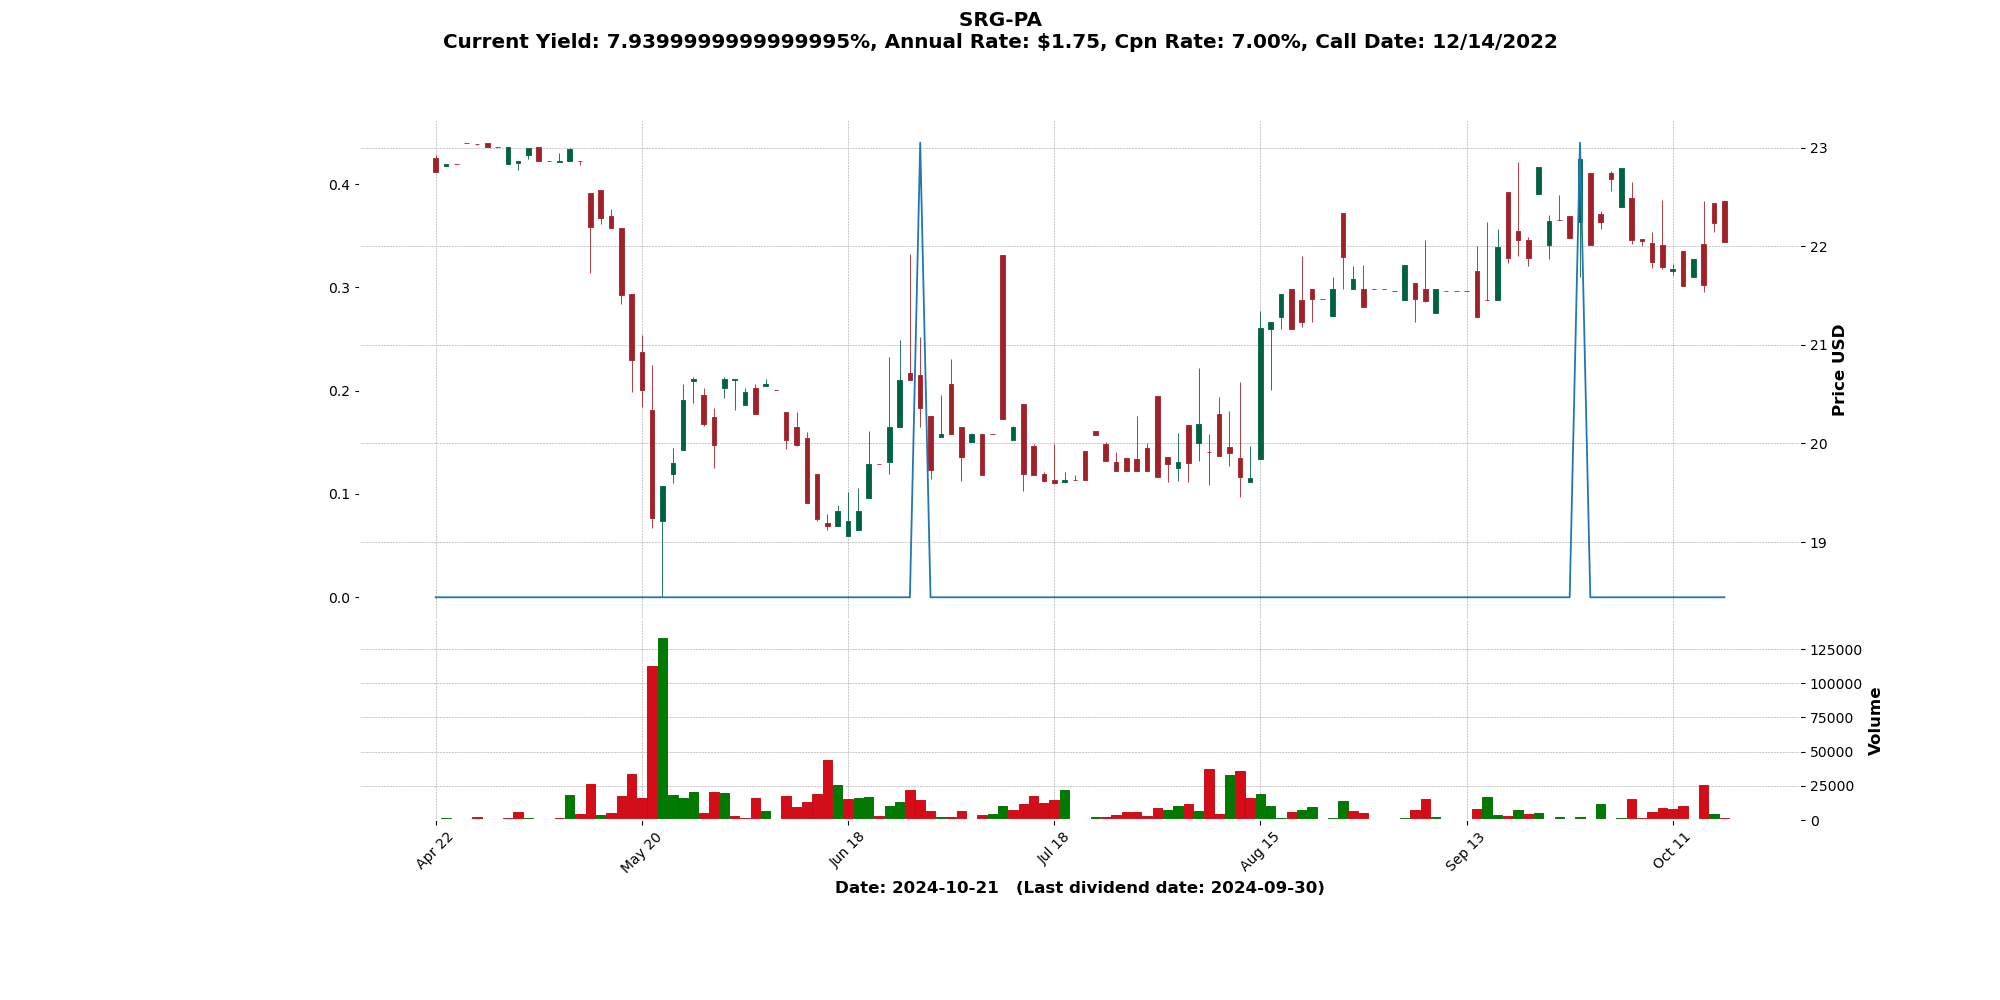 SRG-PA
Current Yield: 7.9399999999999995%, Annual Rate: $1.75, Cpn Rate: 7.00%, Call Date: 12/14/2022
0.4
0.3
0.2
0.1
0.0
23
22
21
20
19
Price USD
125000
100000
75000
50000
25000
0
Volume
Apr 22
May 20
Jun 18
Jul 18
Aug 15
Sep 13
Oct 11
Date: 2024-10-21 (Last dividend date: 2024-09-30)